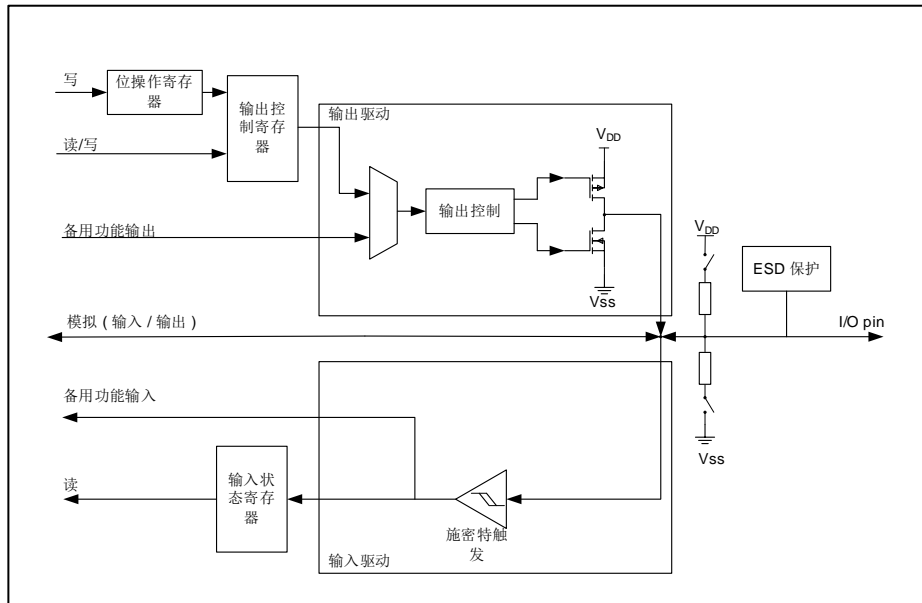 写
位操作寄存
器
输出控
制寄存
器
读/写
备用功能输出
输出驱动
输出控制
VDD
Vss
VDD
ESD 保护
I/O pin
模拟 ( 输入 / 输出 )
备用功能输入
读
输入状
态寄存
器
施密特触
发
输入驱动
Vss